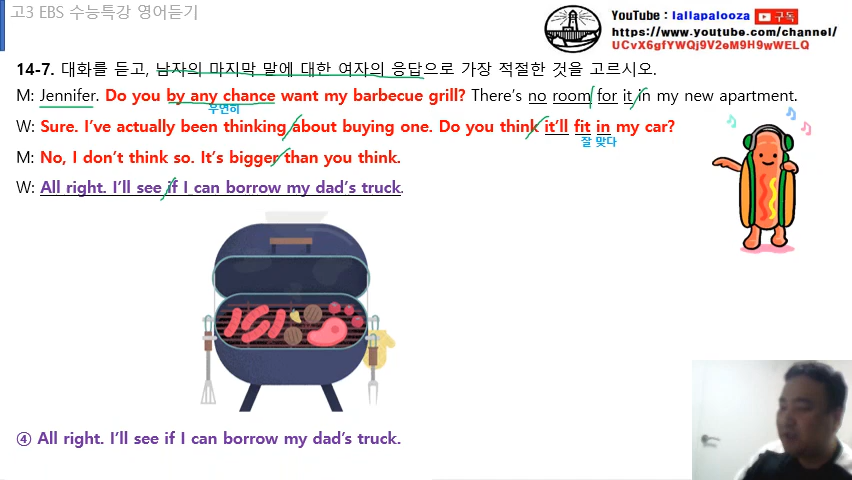 고3 EBS 수능특강 영어듣기
YouTube : lallapalooza 구독
https://www.youtube.com/channel/
UCvX6gfYWQj9V2eM9H9wWELQ
14-7. 대화를 듣고, 남자의 마지막 말에 대한 여자의 응답으로 가장 적절한 것을 고르시오.
M: Jennifer. Do you by any chance want my barbecue grill? There's no room for it in my new apartment.
우연히
W: Sure. I've actually been thinking about buying one. Do you think it'll fit in my car?
잘 맞다
M: No, I don't think so. It's bigger than you think.
W: All right. I'll see if I can borrow my dad's truck.
④ All right. I'll see if I can borrow my dad's truck.